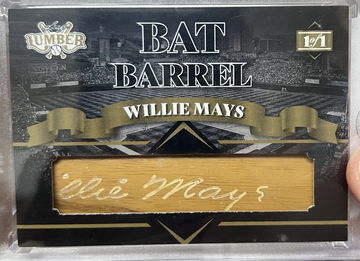 LUMBER
BAT
BARREL
1of1
WILLIE MAYS
illie Mays